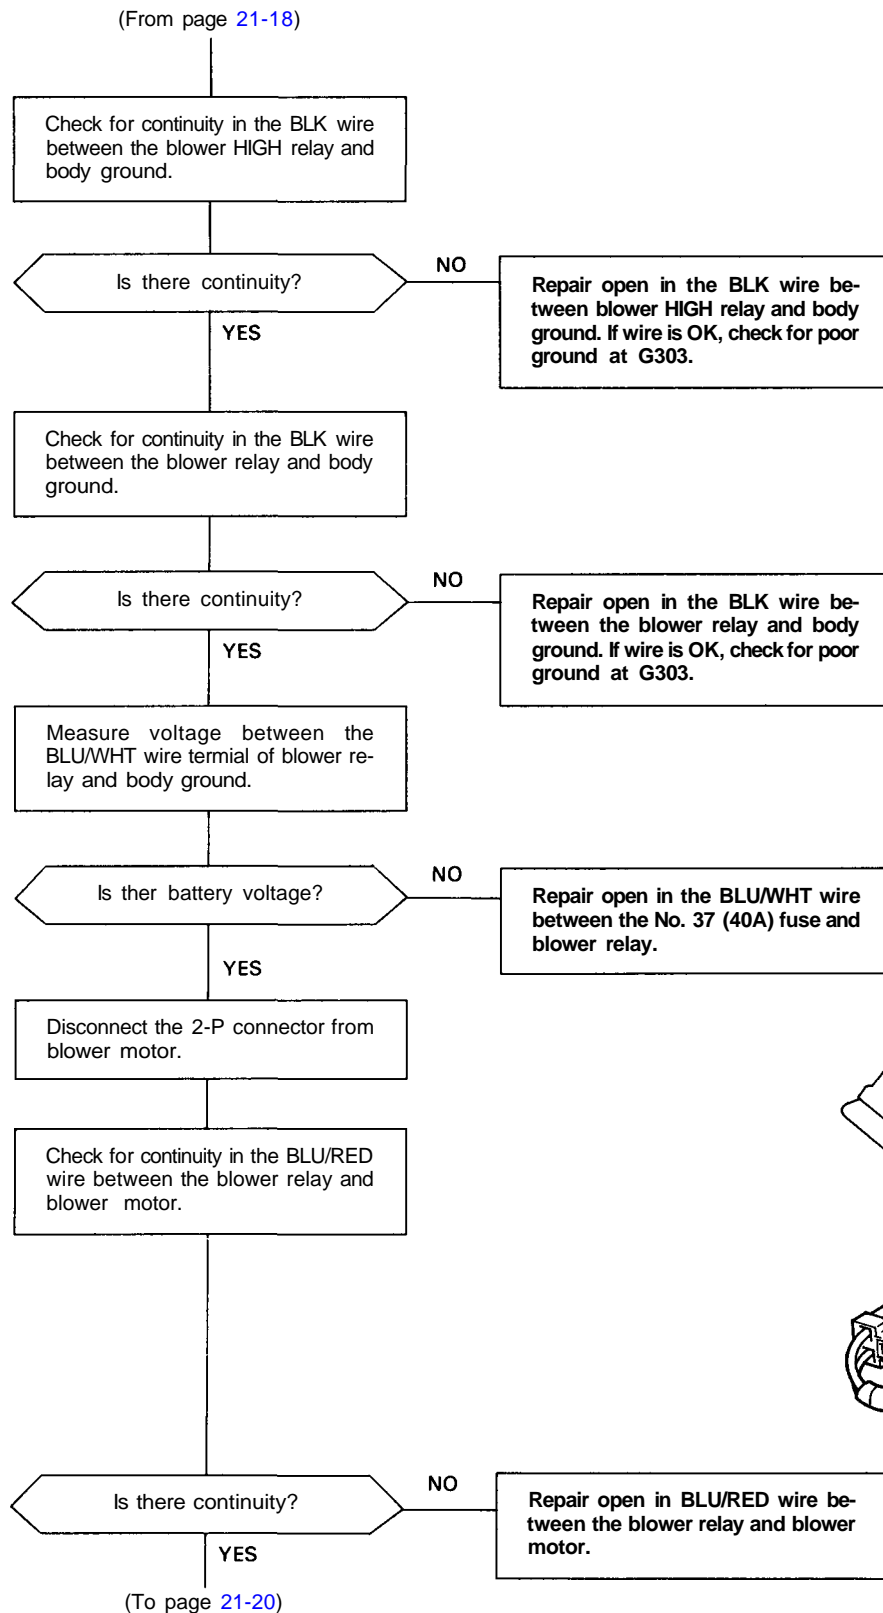 (From page 21-18)
Check for continuity in the BLK wire
between the blower HIGH relay and
body ground.
Is there continuity?
NO
Repair open in the BLK wire be-
tween blower HIGH relay and body
ground. If wire is OK, check for poor
ground at G303.
YES
Check for continuity in the BLK wire
between the blower relay and body
ground.
Is there continuity?
NO
Repair open in the BLK wire be-
tween the blower relay and body
ground. If wire is OK, check for poor
ground at G303.
YES
Measure voltage between the
BLU/WHT wire termial of blower re-
lay and body ground.
Is ther battery voltage?
NO
Repair open in the BLU/WHT wire
between the No. 37 (40A) fuse and
blower relay.
YES
Disconnect the 2-P connector from
blower motor.
Check for continuity in the BLU/RED
wire between the blower relay and
blower motor.
Is there continuity?
NO
Repair open in BLU/RED wire be-
tween the blower relay and blower
motor.
YES
(To page 21-20)